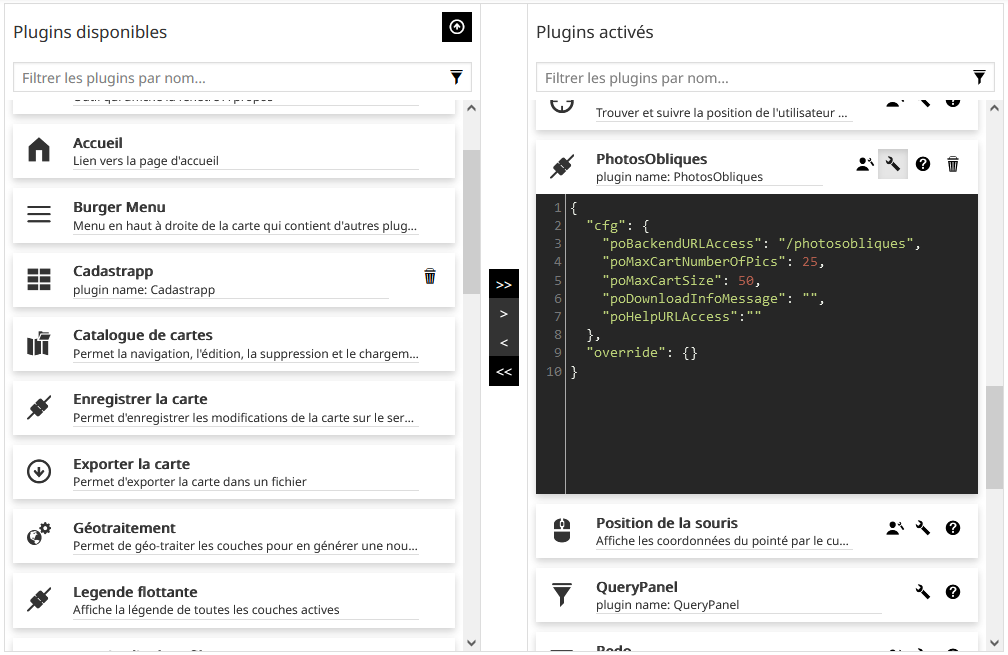 Plugins disponibles
Filtrer les plugins par nom...
Accueil
Lien vers la page d'accueil
Burger Menu
Menu en haut à droite de la carte qui contient d'autres plug...
Cadastrapp
plugin name: Cadastrapp
Catalogue de cartes
Permet la navigation, l'édition, la suppression et le chargem...
Enregistrer la carte
Permet d'enregistrer les modifications de la carte sur le ser...
Exporter la carte
Permet d'exporter la carte dans un fichier
Géotraitement
Permet de géo-traiter les couches pour en générer une nou...
Legende flottante
Affiche la légende de toutes les couches actives
>>
>
<
<<
Plugins activés
Filtrer les plugins par nom...
Trouver et suivre la position de l'utilisateur ...
PhotosObliques
plugin name: PhotosObliques
1 {
2 "cfg": {
3 "poBackendURLAccess": "/photosobliques",
4 "poMaxCartNumberOfPics": 25,
5 "poMaxCartSize": 50,
6 "poDownloadInfoMessage": "",
7 "poHelpURLAccess":""
8 },
9 "override": {}
10 }
Position de la souris
Affiche les coordonnées du pointé par le cu...
QueryPanel
plugin name: QueryPanel